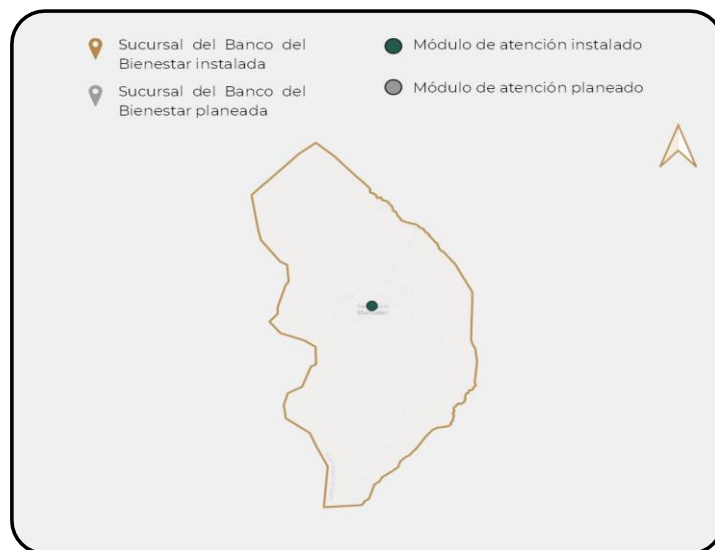 Sucursal del Banco del
Bienestar instalada
Sucursal del Banco del
Bienestar planeada
Módulo de atención instalado
Módulo de atención planeado